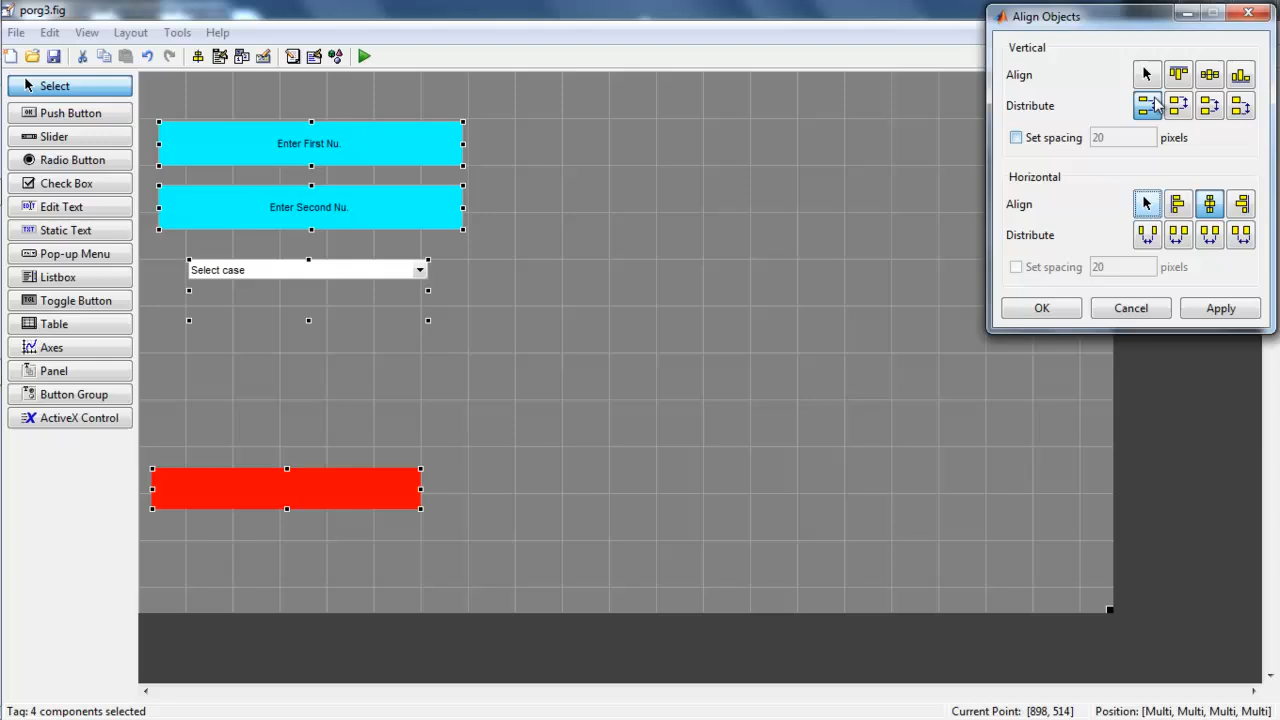 porg3.fig
File Edit View Layout Tools Help
Select
Push Button
Slider
Radio Button
Check Box
Edit Text
Static Text
Pop-up Menu
Listbox
Toggle Button
Table
Axes
Panel
Button Group
ActiveX Control
Enter First Nu.
Enter Second Nu.
Select case
Align Objects
Vertical
Align
Distribute
Set spacing 20 pixels
Horizontal
Align
Distribute
Set spacing 20 pixels
OK Cancel Apply
Tag: 4 components selected
Current Point: [898, 514] Position: [Multi, Multi, Multi, Multi]